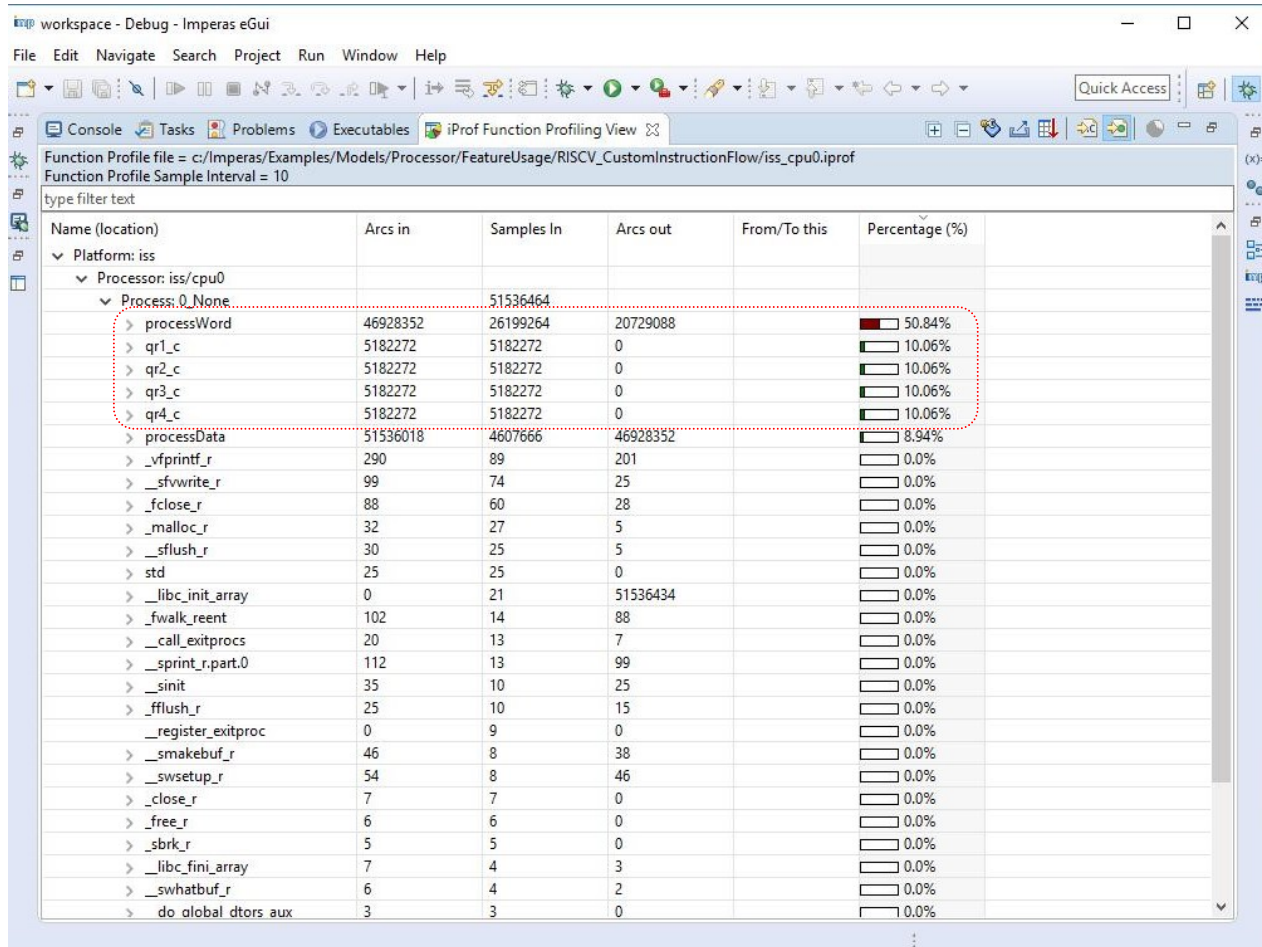 imp workspace - Debug - Imperas eGui
File Edit Navigate Search Project Run Window Help
Quick Access
Console Tasks Problems Executables iProf Function Profiling View
Function Profile file = c:/Imperas/Examples/Models/Processor/FeatureUsage/RISCV_CustomInstructionFlow/iss_cpu0.iprof
Function Profile Sample Interval = 10
type filter text
Name (location) Arcs in Samples In Arcs out From/To this Percentage (%)
Platform: iss
Processor: iss/cpu0
Process: 0_None 51536464
processWord 46928352 26199264 20729088 50.84%
qr1_c 5182272 5182272 0 10.06%
qr2_c 5182272 5182272 0 10.06%
qr3_c 5182272 5182272 0 10.06%
qr4_c 5182272 5182272 0 10.06%
processData 51536018 4607666 46928352 8.94%
_vfprintf_r 290 89 201 0.0%
__sfvwrite_r 99 74 25 0.0%
_fclose_r 88 60 28 0.0%
_malloc_r 32 27 5 0.0%
__sflush_r 30 25 5 0.0%
std 25 25 0 0.0%
__libc_init_array 0 21 51536434 0.0%
_fwalk_reent 102 14 88 0.0%
__call_exitprocs 20 13 7 0.0%
__sprint_r.part.0 112 13 99 0.0%
__sinit 35 10 25 0.0%
_fflush_r 25 10 15 0.0%
__register_exitproc 0 9 0 0.0%
__smakebuf_r 46 8 38 0.0%
__swsetup_r 54 8 46 0.0%
_close_r 7 7 0 0.0%
_free_r 6 6 0 0.0%
_sbrk_r 5 5 0 0.0%
__libc_fini_array 7 4 3 0.0%
__swhatbuf_r 6 4 2 0.0%
__do_global_dtors_aux 3 3 0 0.0%